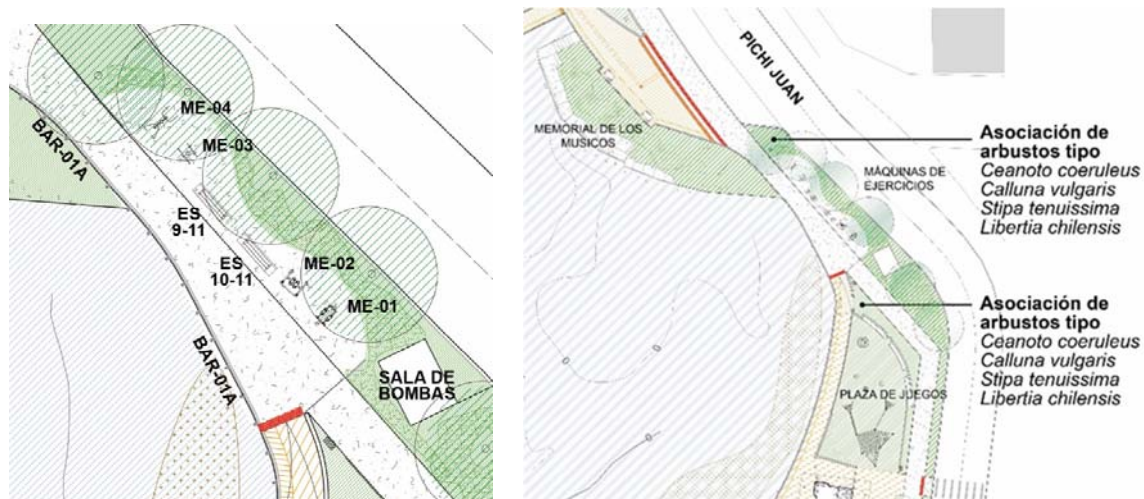 ME-04
BAR-01A
ME-03
ES
9-11
ES
10-11
ME-02
ME-01
BAR-01A
SALA DE
BOMBAS
PICHI JUAN
MEMORIAL DE LOS
MUSICOS
MÁQUINAS DE
EJERCICIOS
Asociación de
arbustos tipo
Ceanoto coeruleus
Calluna vulgaris
Stipa tenuissima
Libertia chilensis
Asociación de
arbustos tipo
Ceanoto coeruleus
Calluna vulgaris
Stipa tenuissima
Libertia chilensis
PLAZA DE JUEGOS